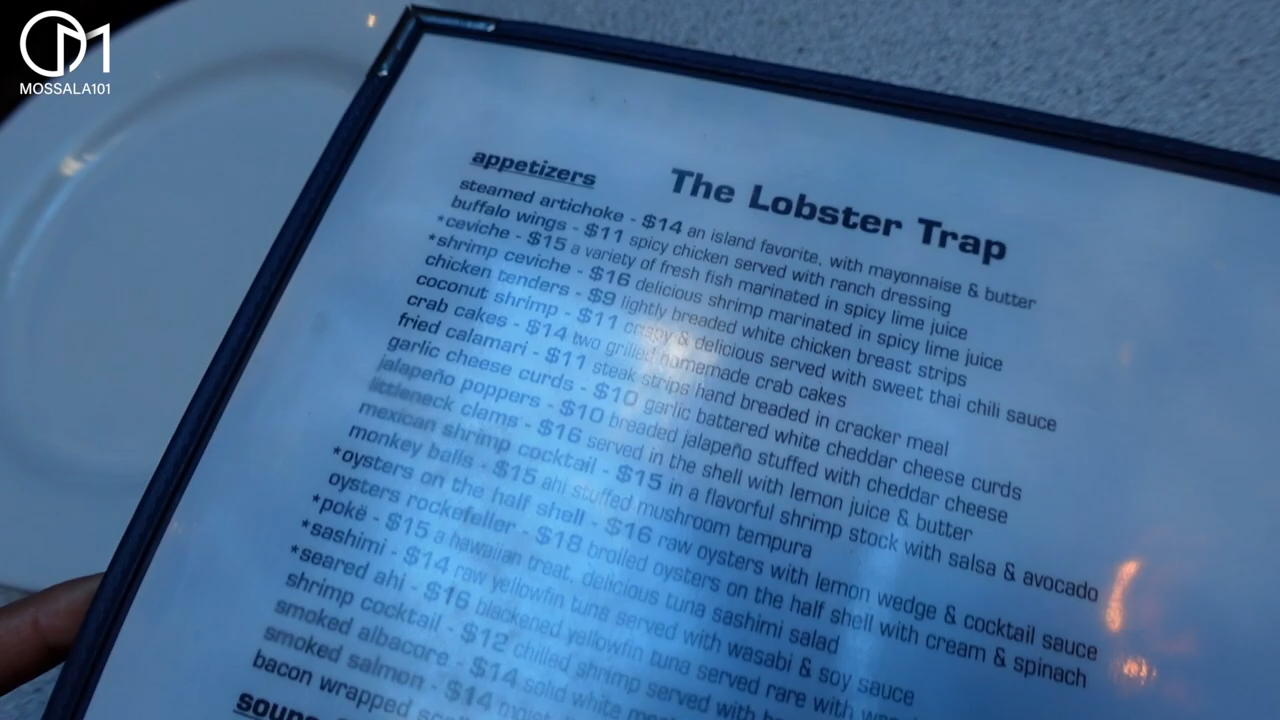 MOSSALA101
The Lobster Trap
appetizers
steamed artichoke - $14 an island favorite, with mayonnaise & butter
buffalo wings - $11 spicy chicken served with ranch dressing
*ceviche - $15 a variety of fresh fish marinated in spicy lime juice
*shrimp ceviche - $16 delicious shrimp marinated in spicy lime juice
chicken tenders - $9 lightly breaded white chicken breast strips
coconut shrimp - $11 crispy & delicious served with sweet thai chili sauce
crab cakes - $14 two grilled homemade crab cakes
fried calamari - $11 steak strips hand breaded in cracker meal
garlic cheese curds - $10 garlic battered white cheddar cheese curds
jalapeño poppers - $10 breaded jalapeño stuffed with cheddar cheese
littleneck clams - $16 served in the shell with lemon juice & butter
mexican shrimp cocktail - $15 in a flavorful shrimp stock with salsa & avocado
monkey balls - $15 ahi stuffed mushroom tempura
*oysters on the half shell - $16 raw oysters with lemon wedge & cocktail sauce
oysters rockefeller - $18 broiled oysters on the half shell with cream & spinach
*pokë - $15 a hawaiian treat, delicious tuna sashimi salad
*sashimi - $14 raw yellowfin tuna served with wasabi & soy sauce
*seared ahi - $16 blackened yellowfin tuna served rare with
shrimp cocktail - $12 chilled shrimp served with
smoked albacore - $14 solid white
smoked salmon - $14 moist
bacon wrapped
soups